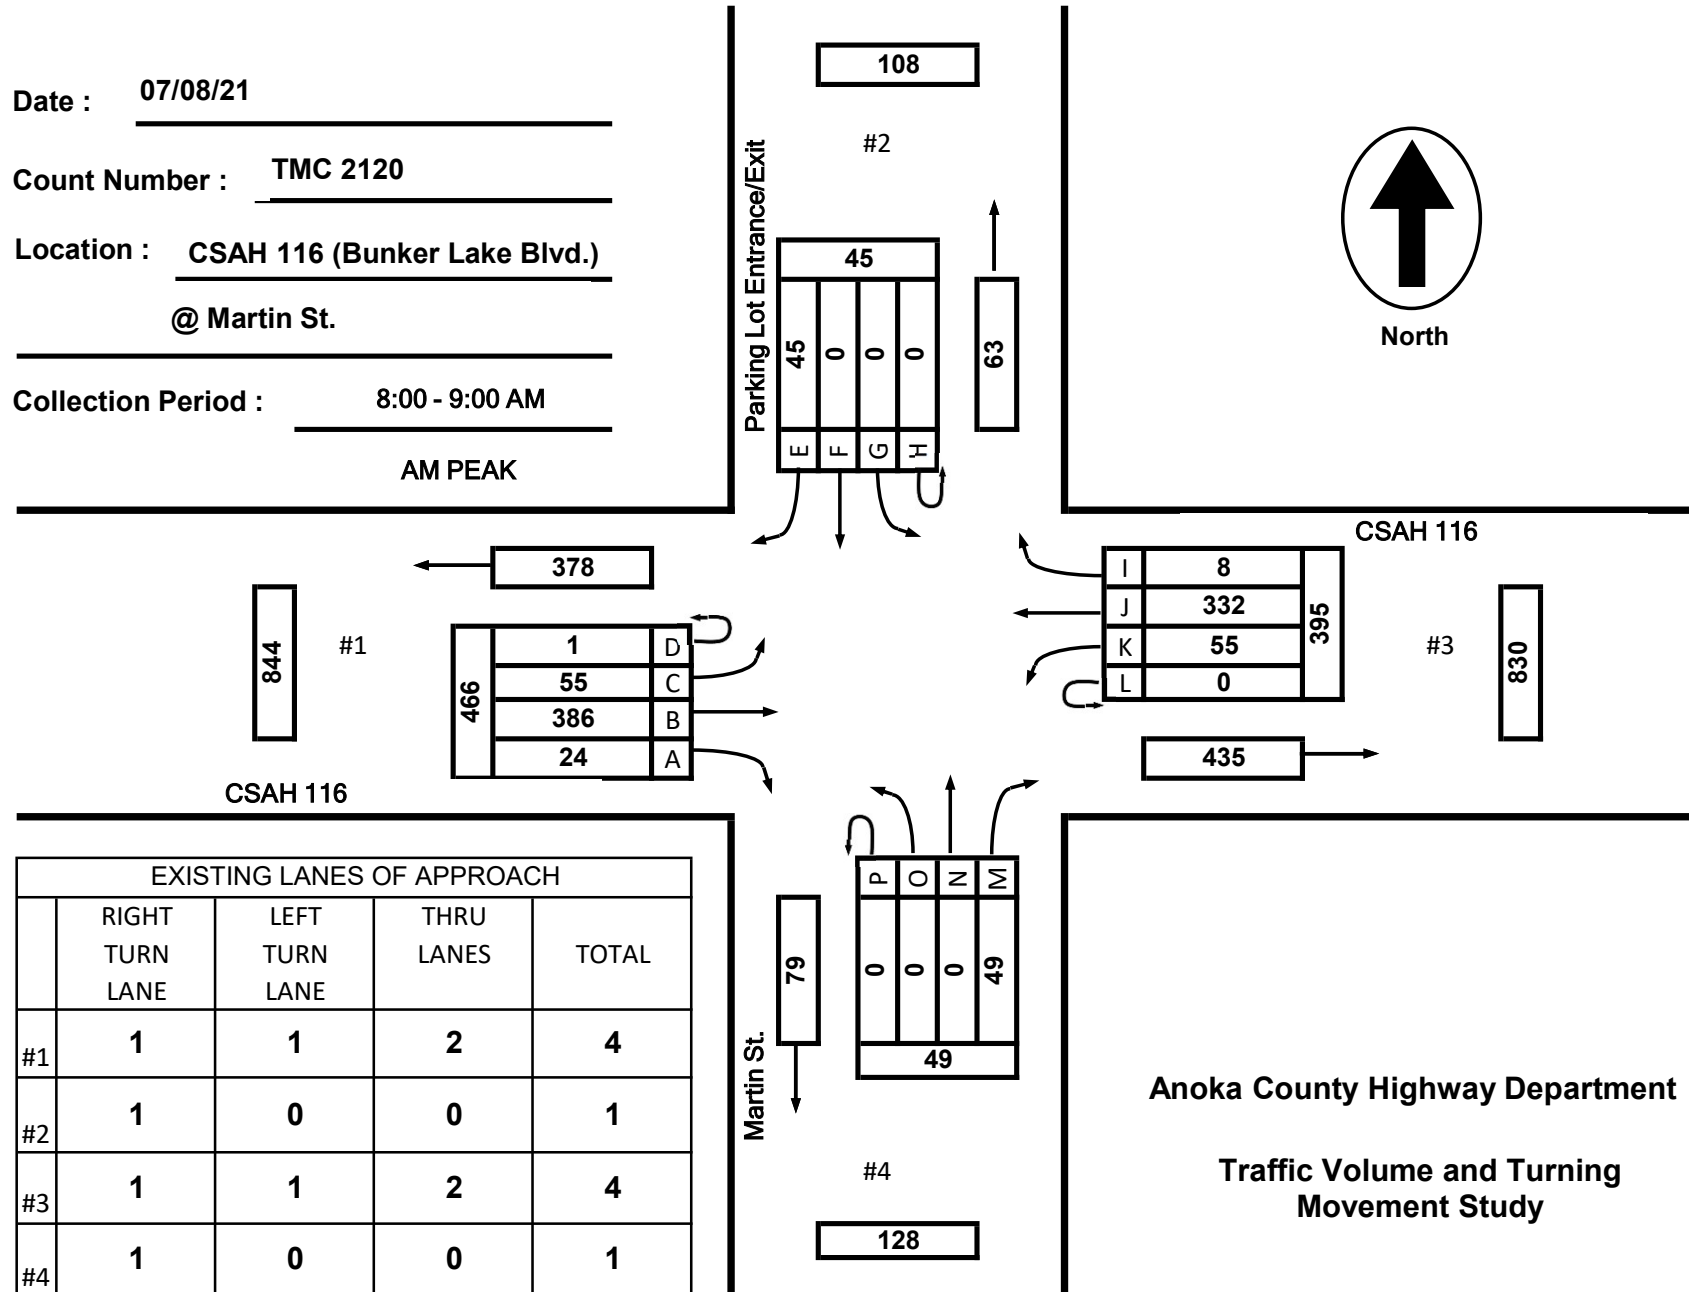 Date : 07/08/21
Count Number : TMC 2120
Location : CSAH 116 (Bunker Lake Blvd.)
@ Martin St.
Collection Period : 8:00 - 9:00 AM
AM PEAK
108
#2
Parking Lot Entrance/Exit
45
45 0 0 0
E F G H
63
North
CSAH 116
378
844
#1
466
1 D
55 C
386 B
24 A
CSAH 116
I 8
J 332
K 55
L 0
395
#3
830
435
P O N M
0 0 0 49
49
79
Martin St.
#4
128
EXISTING LANES OF APPROACH
RIGHT LEFT THRU
TURN TURN LANES TOTAL
LANE LANE
#1 1 1 2 4
#2 1 0 0 1
#3 1 1 2 4
#4 1 0 0 1
Anoka County Highway Department
Traffic Volume and Turning
Movement Study